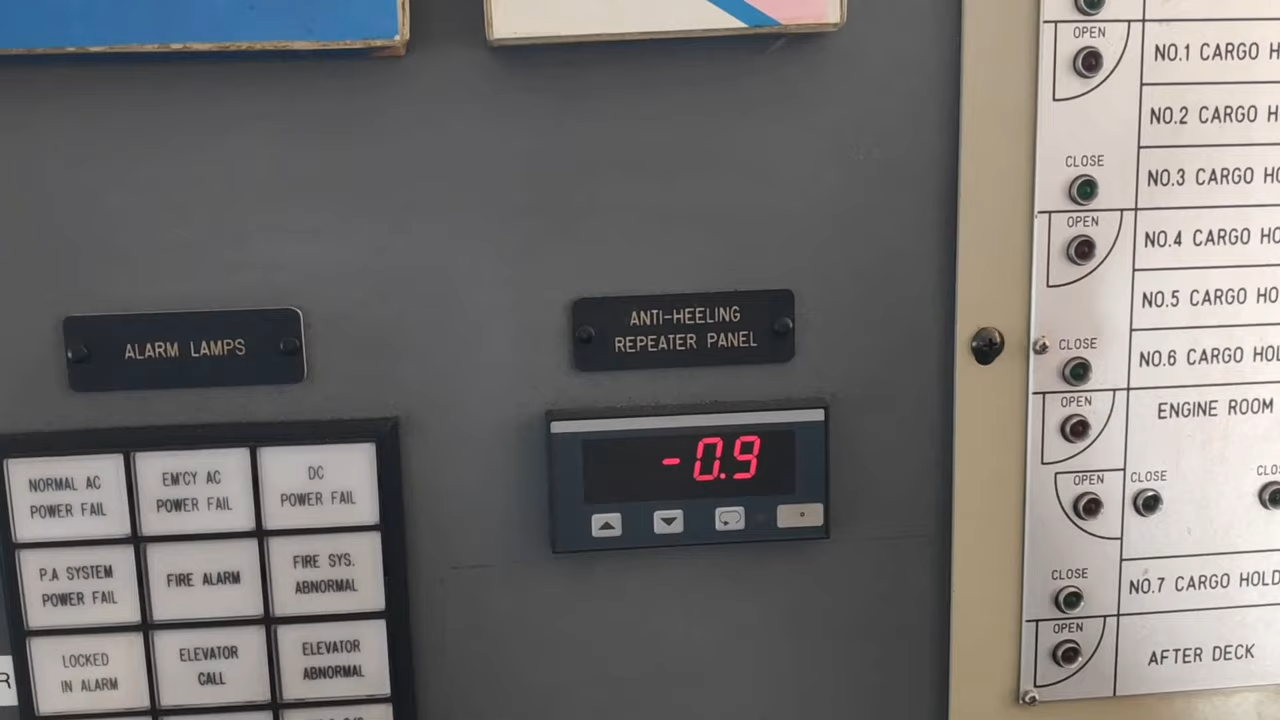 ALARM LAMPS
NORMAL AC
POWER FAIL
EM'CY AC
POWER FAIL
DC
POWER FAIL
P.A SYSTEM
POWER FAIL
FIRE ALARM
FIRE SYS.
ABNORMAL
LOCKED
IN ALARM
ELEVATOR
CALL
ELEVATOR
ABNORMAL
R
ANTI-HEELING
REPEATER PANEL
-0.9
OPEN
NO.1 CARGO H
NO.2 CARGO H
CLOSE
NO.3 CARGO HO
OPEN
NO.4 CARGO HO
NO.5 CARGO HO
CLOSE
NO.6 CARGO HOL
OPEN
ENGINE ROOM
OPEN
CLOSE
CLOS
CLOSE
NO.7 CARGO HOLD
OPEN
AFTER DECK